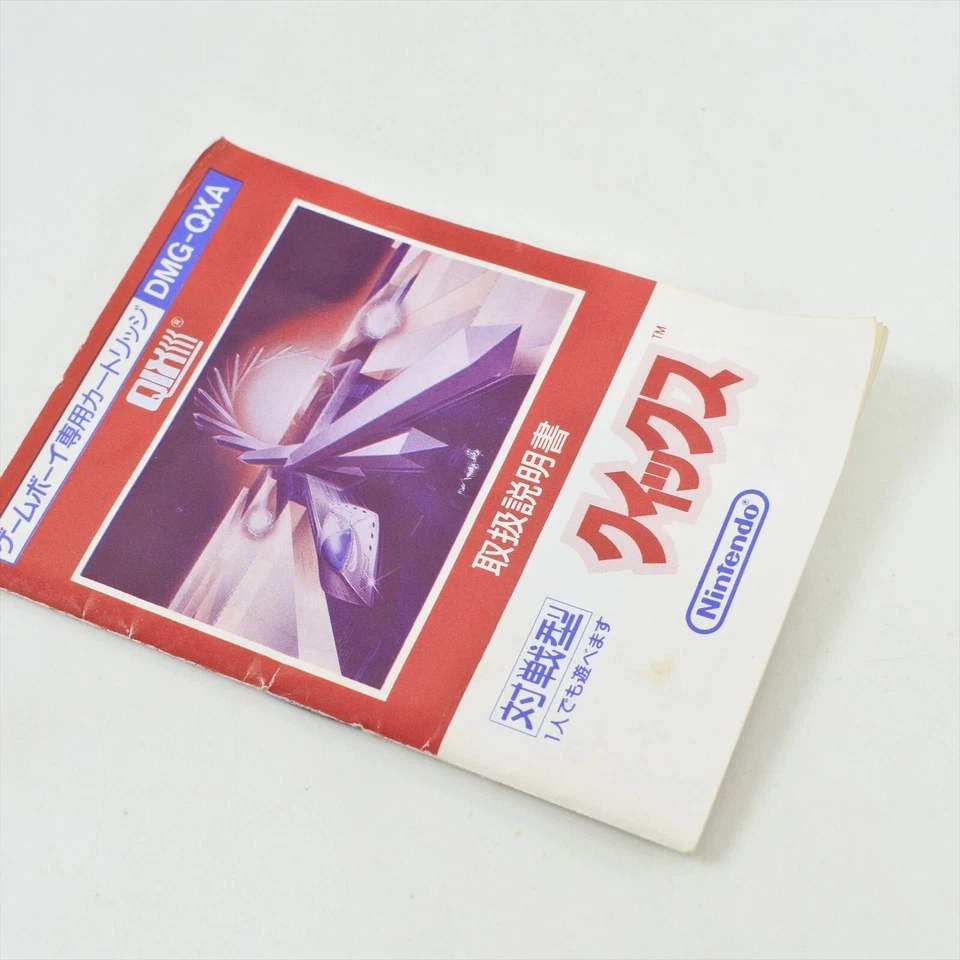 ゲームボーイ専用カートリッジ DMG-QXA
QIX®
取扱説明書
クイックス™
対戦型
1人でも遊べます
Nintendo®